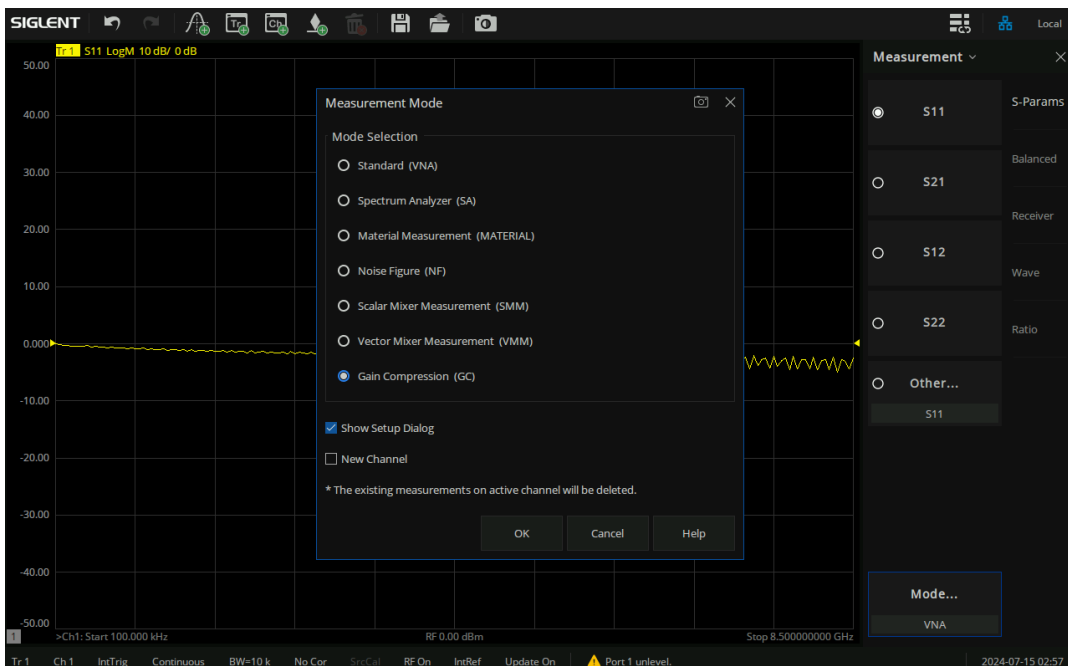 SIGLENT
Tr
Ch
Local
Tr 1 S11 LogM 10 dB/ 0 dB
50.00
40.00
30.00
20.00
10.00
0.000
-10.00
-20.00
-30.00
-40.00
-50.00
Measurement Mode
Mode Selection
Standard (VNA)
Spectrum Analyzer (SA)
Material Measurement (MATERIAL)
Noise Figure (NF)
Scalar Mixer Measurement (SMM)
Vector Mixer Measurement (VMM)
Gain Compression (GC)
Show Setup Dialog
New Channel
* The existing measurements on active channel will be deleted.
OK Cancel Help
Measurement
S11
S21
S12
S22
Other...
S11
Mode...
VNA
S-Params
Balanced
Receiver
Wave
Ratio
1 >Ch1: Start 100.000 kHz RF 0.00 dBm Stop 8.500000000 GHz
Tr 1 Ch 1 IntTrig Continuous BW=10 k No Cor SrcCal RF On IntRef Update On Port 1 unlevel. 2024-07-15 02:57